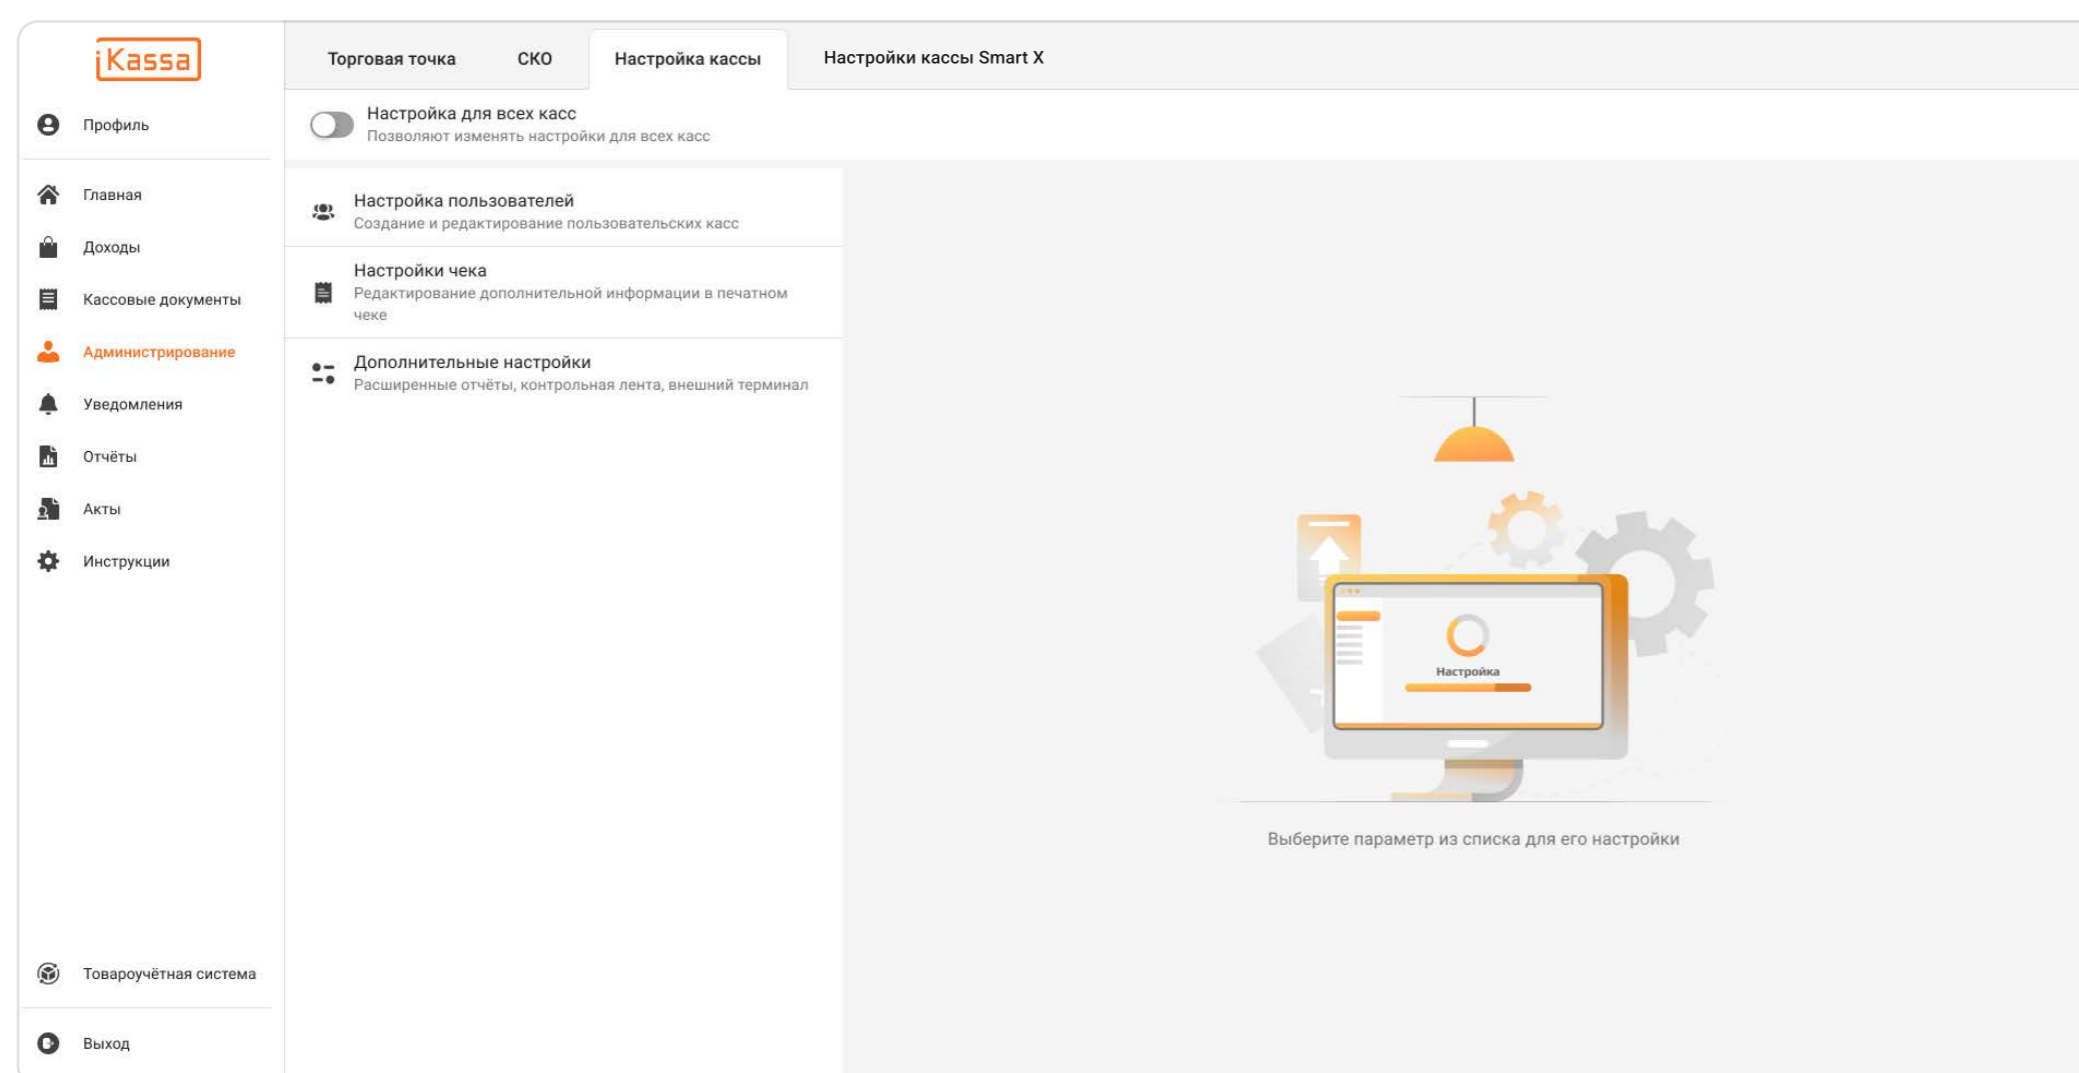 iKassa
Профиль
Главная
Доходы
Кассовые документы
Администрирование
Уведомления
Отчёты
Акты
Инструкции
Товароучётная система
Выход
Торговая точка СКО Настройка кассы Настройки кассы Smart X
Настройка для всех касс
Позволяют изменять настройки для всех касс
Настройка пользователей
Создание и редактирование пользовательских касс
Настройки чека
Редактирование дополнительной информации в печатном
чеке
Дополнительные настройки
Расширенные отчёты, контрольная лента, внешний терминал
Настройка
Выберите параметр из списка для его настройки